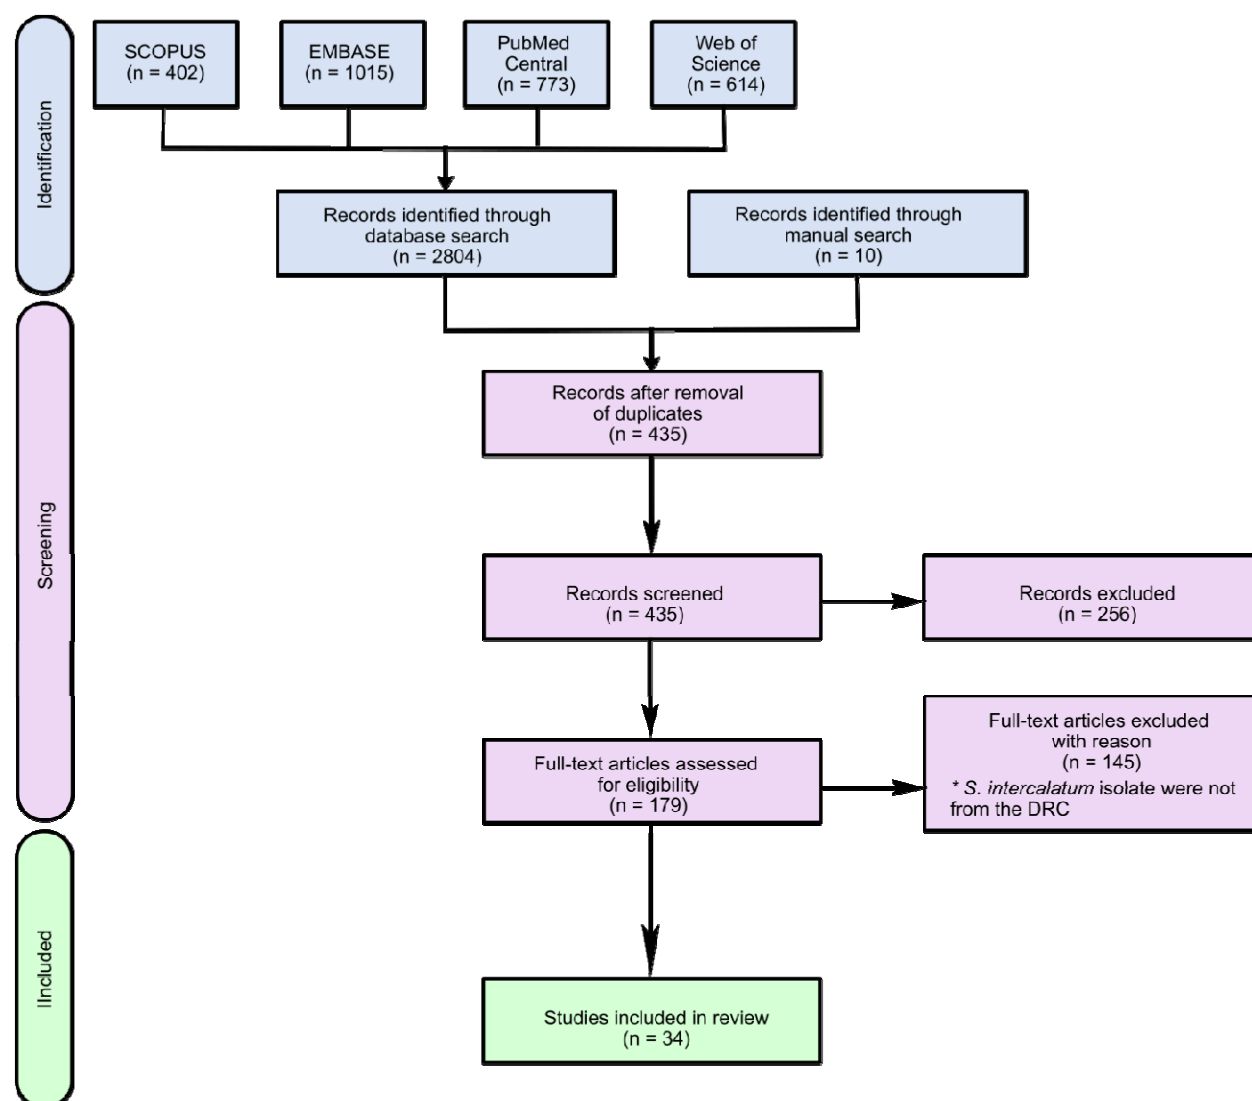 SCOPUS
(n = 402)
EMBASE
(n = 1015)
PubMed
Central
(n = 773)
Web of
Science
(n = 614)
Identification
Records identified through
database search
(n = 2804)
Records identified through
manual search
(n = 10)
Screening
Records after removal
of duplicates
(n = 435)
Records screened
(n = 435)
Records excluded
(n = 256)
Full-text articles assessed
for eligibility
(n = 179)
Full-text articles excluded
with reason
(n = 145)
* S. intercalatum isolate were not
from the DRC
IIncluded
Studies included in review
(n = 34)